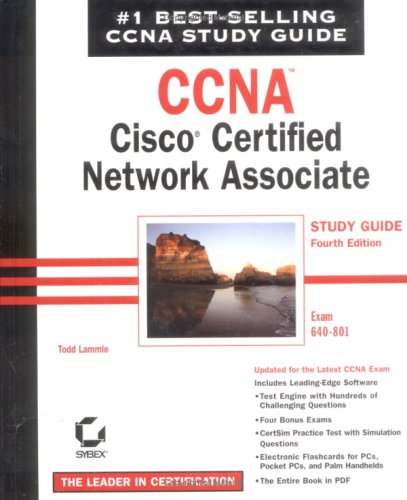 #1 BEST-SELLING
CCNA STUDY GUIDE
CCNA™
Cisco® Certified
Network Associate
STUDY GUIDE
Fourth Edition
Exam
640-801
Todd Lammle
Updated for the Latest CCNA Exam
Includes Leading-Edge Software
• Test Engine with Hundreds of
Challenging Questions
• Four Bonus Exams
• CertSim Practice Test with Simulation
Questions
• Electronic Flashcards for PCs,
Pocket PCs, and Palm Handhelds
• The Entire Book in PDF
SYBEX®
THE LEADER IN CERTIFICATION